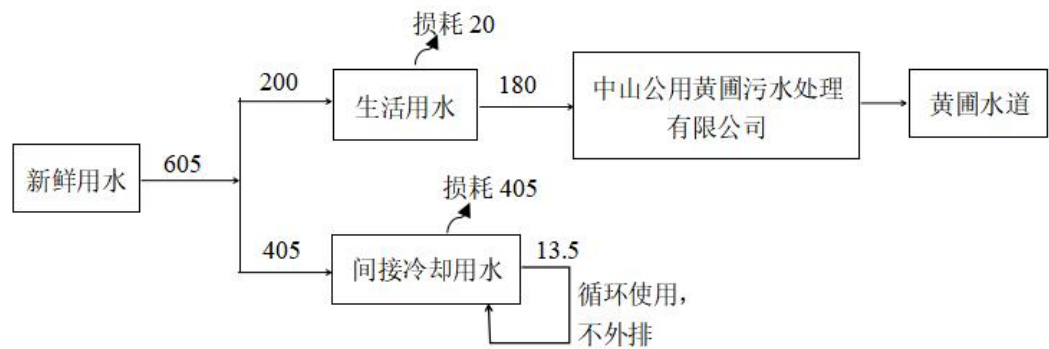 损耗 20
200
生活用水
180
中山公用黄圃污水处理
有限公司
黄圃水道
新鲜用水
605
损耗 405
405
间接冷却用水
13.5
循环使用，
不外排